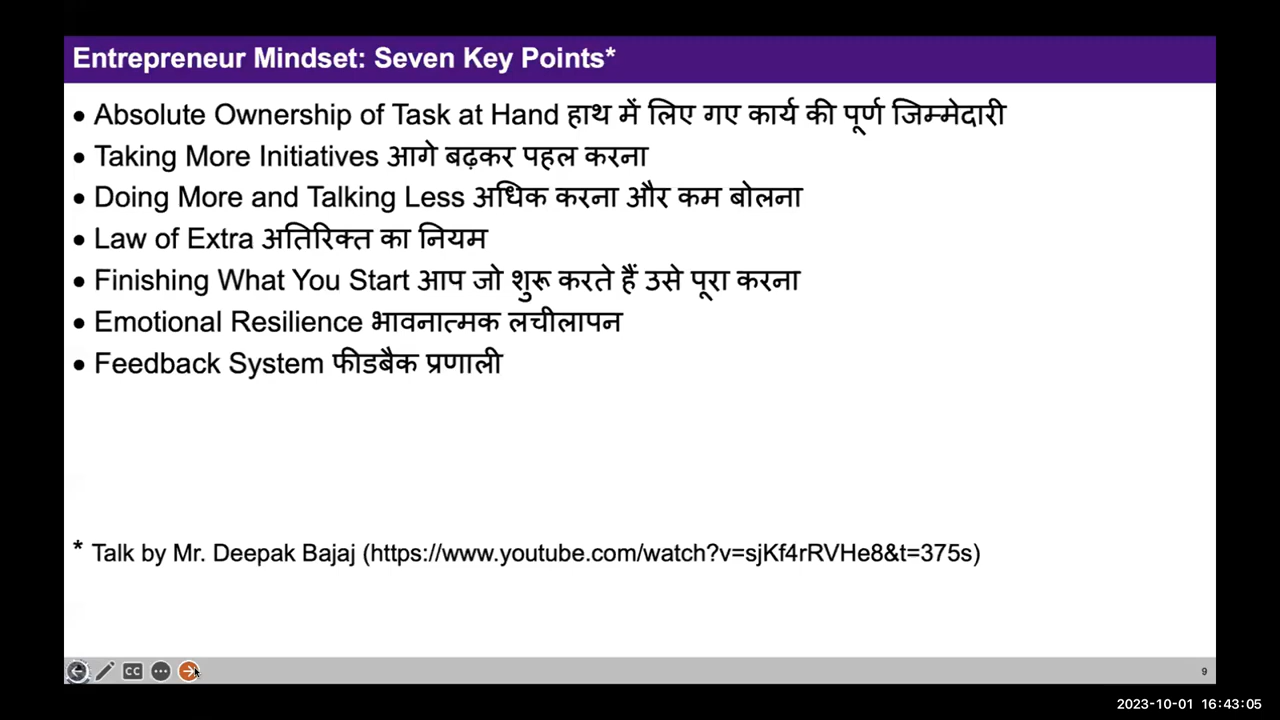 Entrepreneur Mindset: Seven Key Points*
• Absolute Ownership of Task at Hand हाथ में लिए गए कार्य की पूर्ण जिम्मेदारी
• Taking More Initiatives आगे बढ़कर पहल करना
• Doing More and Talking Less अधिक करना और कम बोलना
• Law of Extra अतिरिक्त का नियम
• Finishing What You Start आप जो शुरू करते हैं उसे पूरा करना
• Emotional Resilience भावनात्मक लचीलापन
• Feedback System फीडबैक प्रणाली
* Talk by Mr. Deepak Bajaj (https://www.youtube.com/watch?v=sjKf4rRVHe8&t=375s)
CC
9
2023-10-01 16:43:05